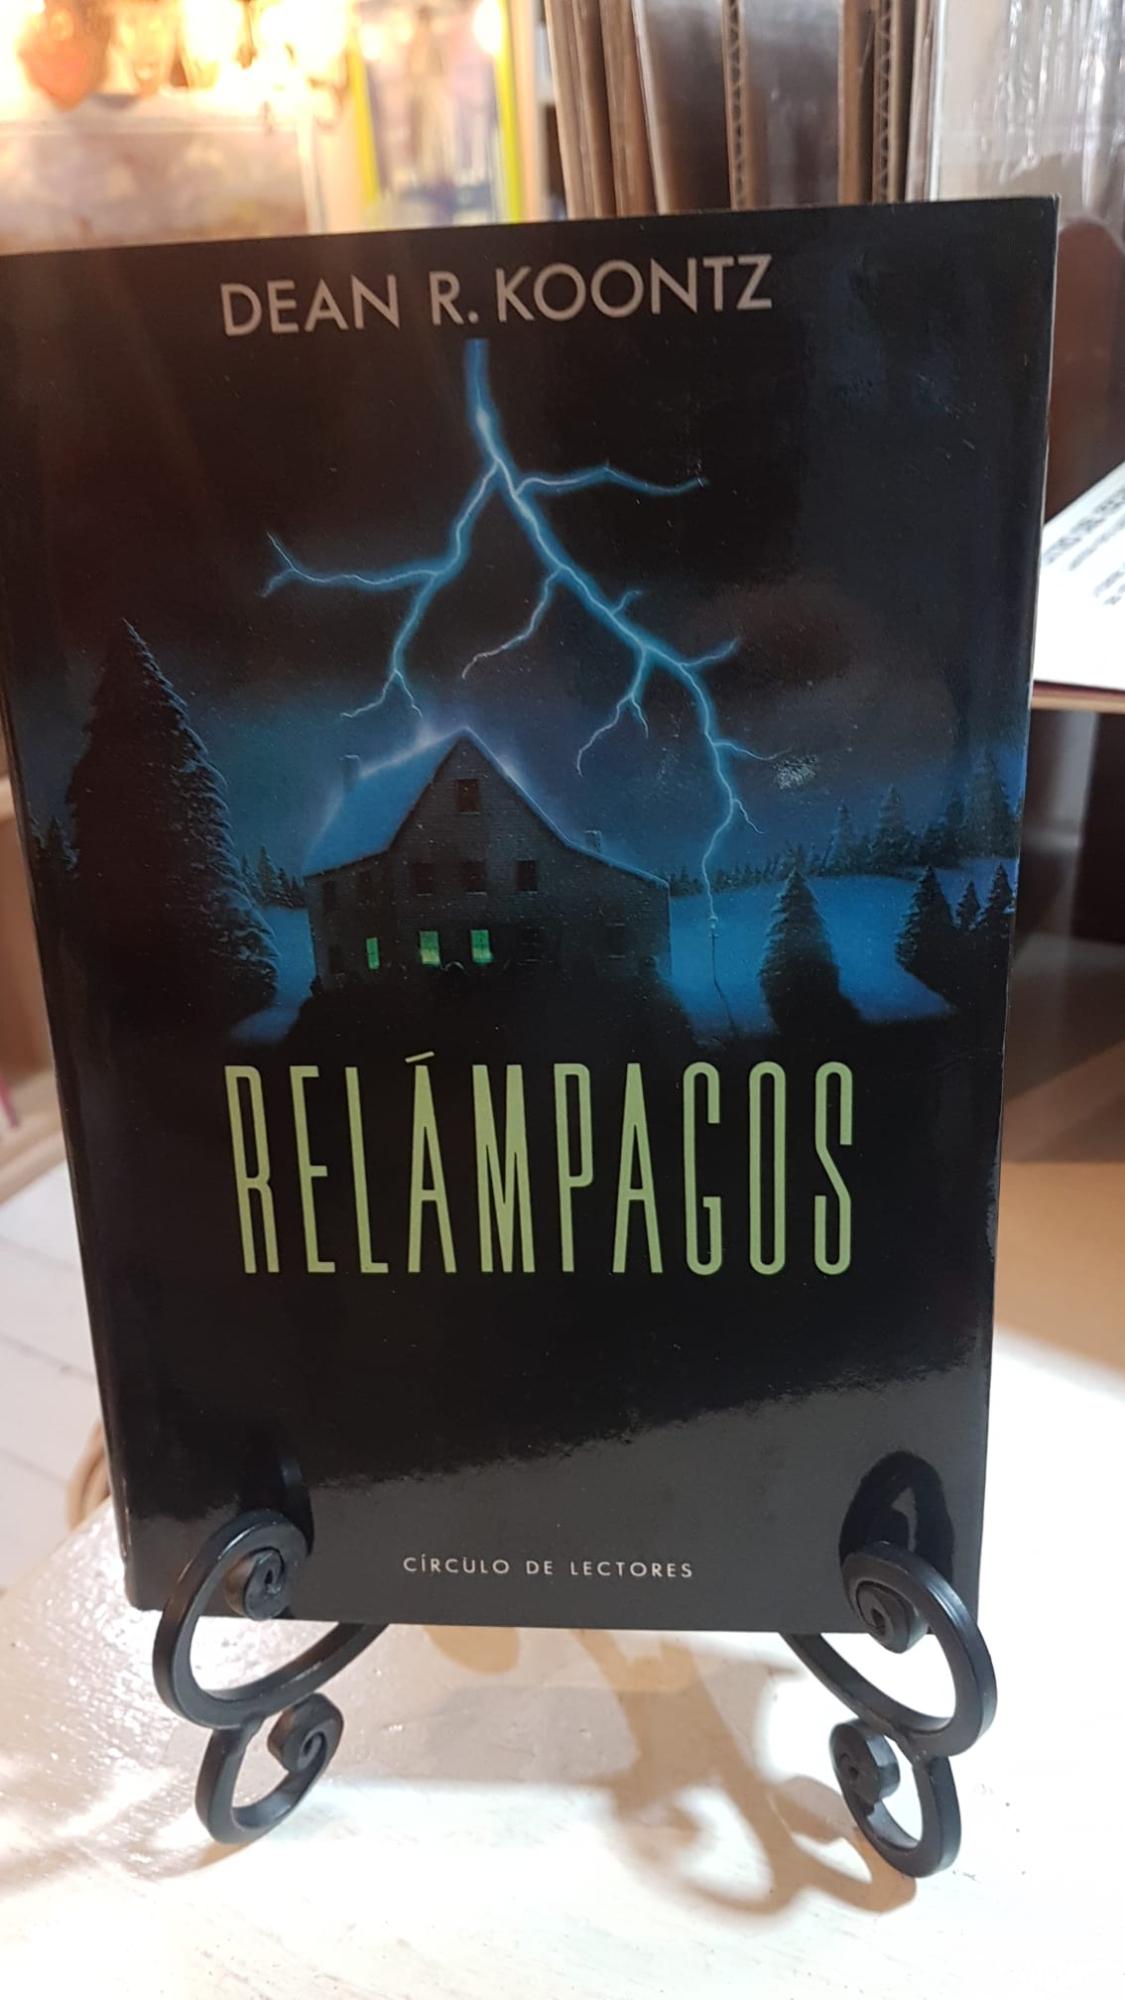 DEAN R. KOONTZ
RELÁMPAGOS
CÍRCULO DE LECTORES